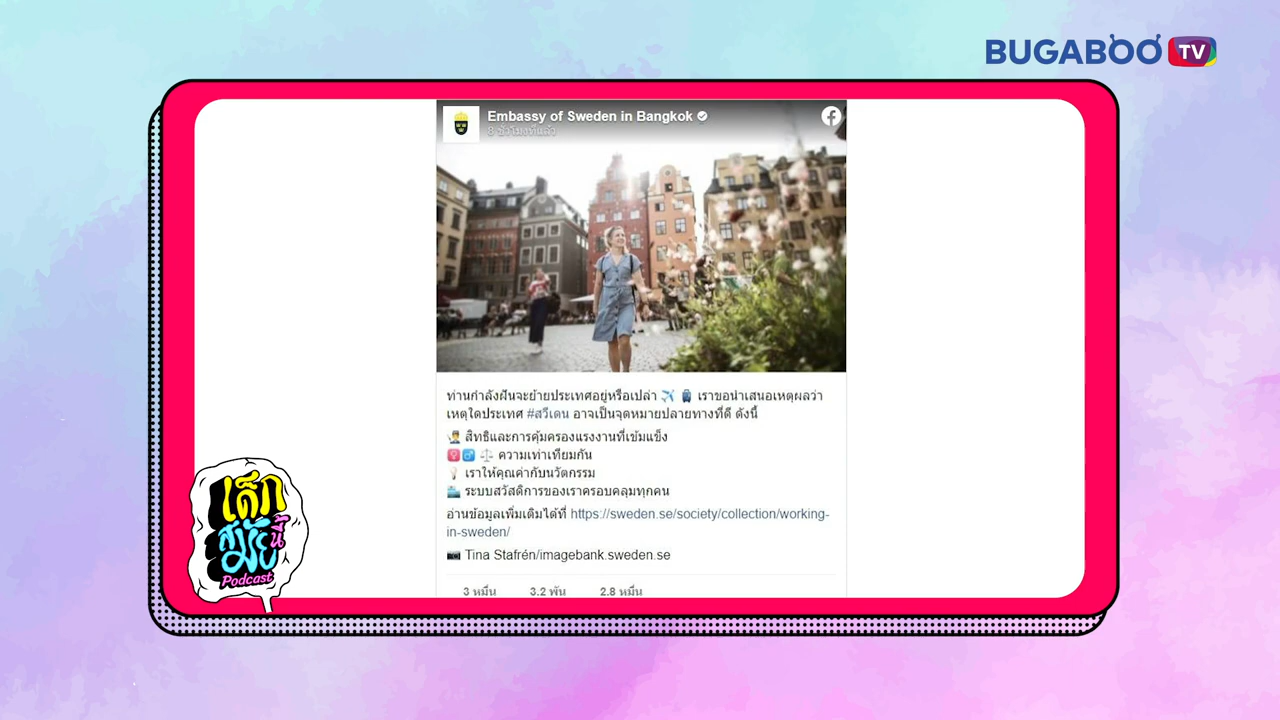 BUGABOO TV
Embassy of Sweden in Bangkok
8 ชั่วโมงที่แล้ว
ท่านกำลังฝันจะย้ายประเทศอยู่หรือเปล่า ✈️ 🧳 เราขอนำเสนอเหตุผลว่า
เหตุใดประเทศ #สวีเดน อาจเป็นจุดหมายปลายทางที่ดี ดังนี้
สิทธิและการคุ้มครองแรงงานที่เข้มแข็ง
🚺🚹⚖️ ความเท่าเทียมกัน
💡 เราให้คุณค่ากับนวัตกรรม
ระบบสวัสดิการของเราครอบคลุมทุกคน
อ่านข้อมูลเพิ่มเติมได้ที่ https://sweden.se/society/collection/working-
in-sweden/
📷 Tina Stafrén/imagebank.sweden.se
3 หมื่น 3.2 พัน 2.8 หมื่น
เด็ก
สมัยนี้
Podcast